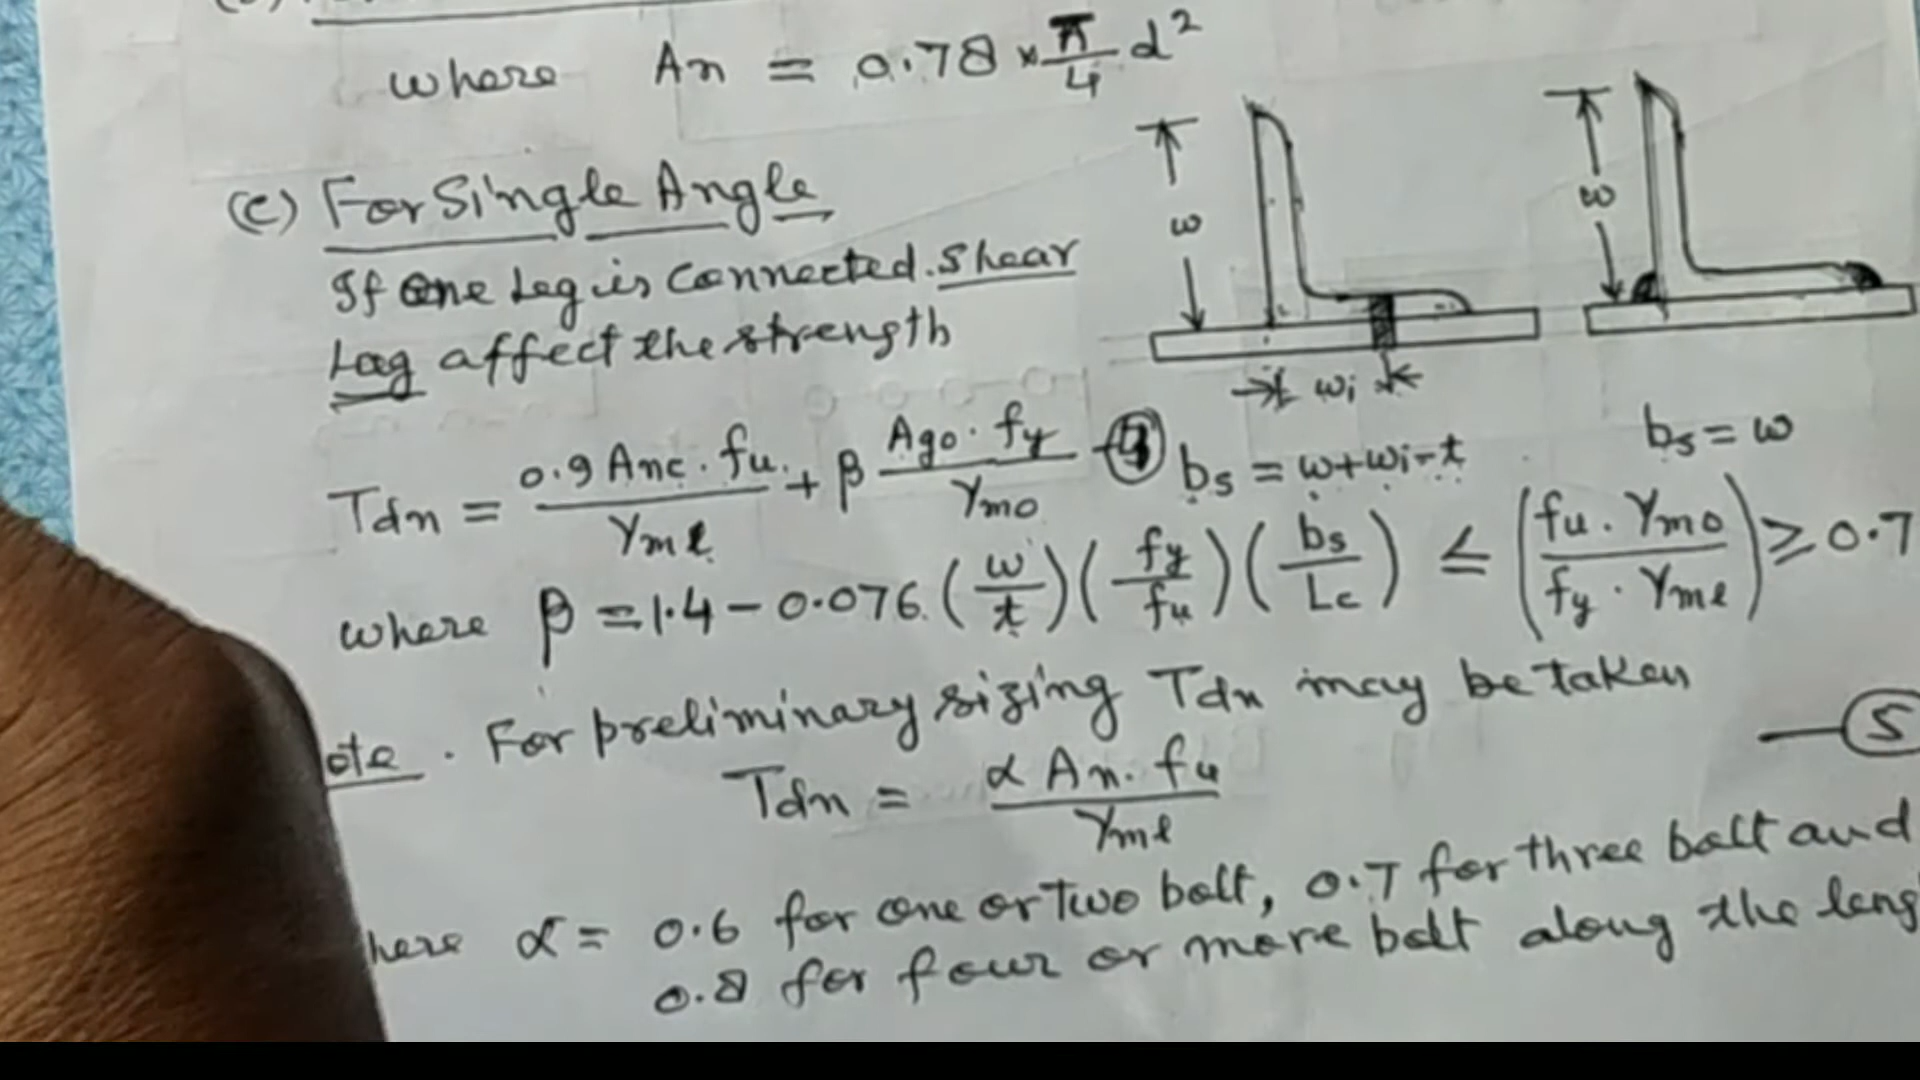 where An = 0.78 × π/4 d²
(c) For Single Angle
If one Leg is connected. Shear
Lag affect the strength
w
wi
w
Tdn = 0.9 Anc . fu / γml + β Ago . fy / γmo - 4
bs = w+wi-t
bs = w
where β = 1.4 - 0.076 (w/t) (fy/fu) (bs/Lc) ≤ (fu . γmo / fy . γml) ≥ 0.7
ote . For preliminary sizing Tdn may be taken
Tdn = α An . fu / γml — 5
here α = 0.6 for one or Two bolt, 0.7 for three bolt and
0.8 for four or more bolt along the leng